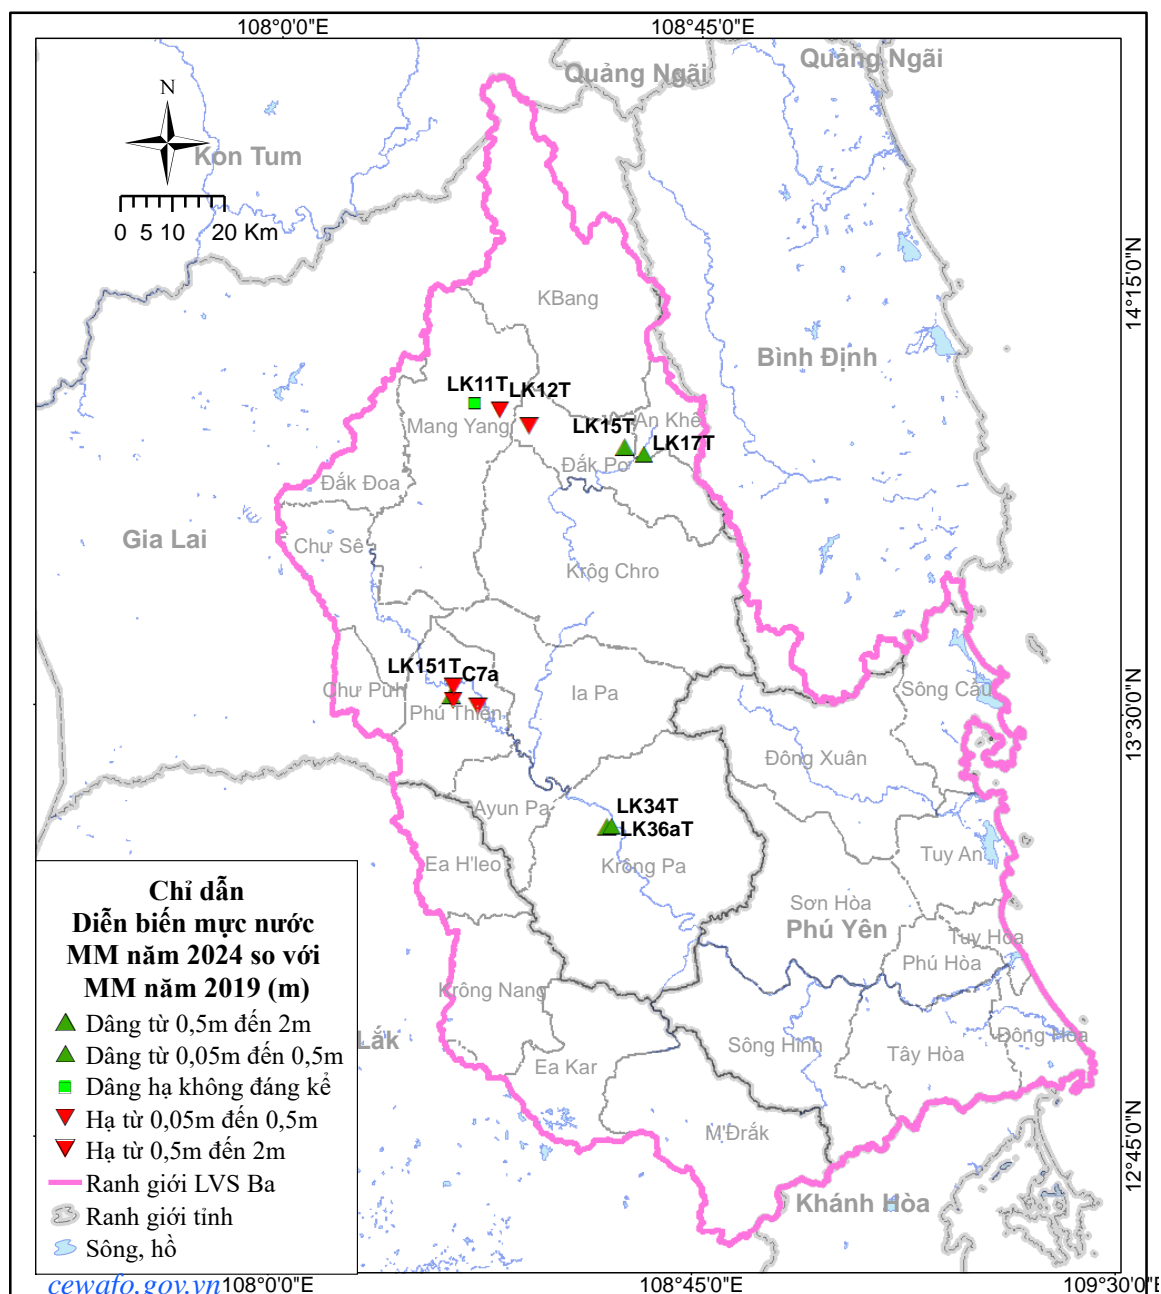 108°0'0"E
108°45'0"E
Quảng Ngãi
Quảng Ngãi
N
Kon Tum
0 5 10 20 Km
14°15'0"N
KBang
Bình Định
LK11T
LK12T
Mang Yang
LK15T
An Khê
LK17T
Đắk Pơ
Đắk Đoa
Gia Lai
Chư Sê
Krông Chro
LK151T
C7a
Chư Pưh
Phú Thiện
Ia Pa
Sông Cầu
13°30'0"N
Đồng Xuân
Ayun Pa
LK34T
LK36aT
Krông Pa
Ea H'leo
Tuy An
Sơn Hòa
Phú Yên
Tuy Hòa
Phú Hòa
Krông Nang
Lắk
Sông Hinh
Tây Hòa
Đông Hòa
Ea Kar
M'Đrắk
12°45'0"N
Khánh Hòa
Chỉ dẫn
Diễn biến mực nước
MM năm 2024 so với
MM năm 2019 (m)
Dâng từ 0,5m đến 2m
Dâng từ 0,05m đến 0,5m
Dâng hạ không đáng kể
Hạ từ 0,05m đến 0,5m
Hạ từ 0,5m đến 2m
Ranh giới LVS Ba
Ranh giới tỉnh
Sông, hồ
cewafo.gov.vn
108°0'0"E
108°45'0"E
109°30'0"E